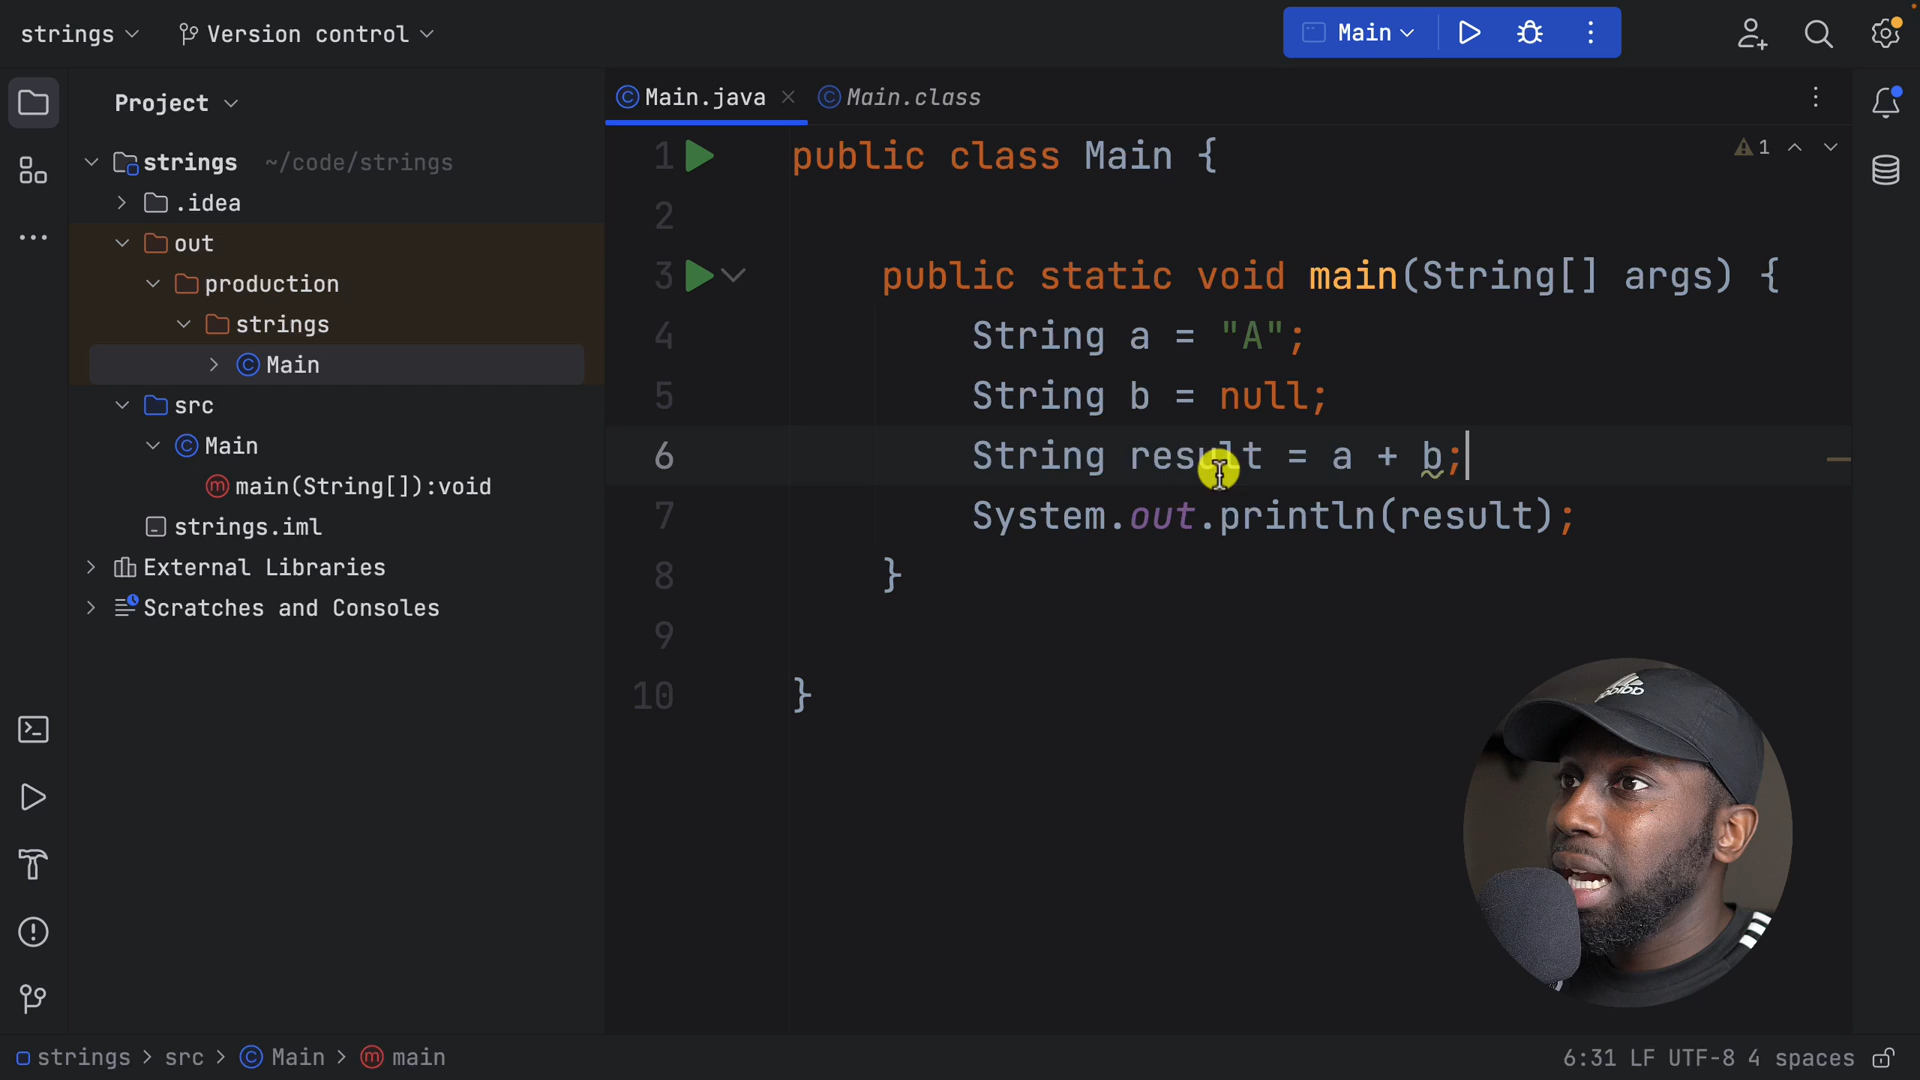 strings
Version control
Main
Project
Main.java
Main.class
strings ~/code/strings
.idea
out
production
strings
Main
src
Main
main(String[]):void
strings.iml
External Libraries
Scratches and Consoles
1 public class Main {
1
2
3 public static void main(String[] args) {
4 String a = "A";
5 String b = null;
6 String result = a + b;
7 System.out.println(result);
8 }
9
10 }
adidas
strings > src > Main > main
6:31 LF UTF-8 4 spaces